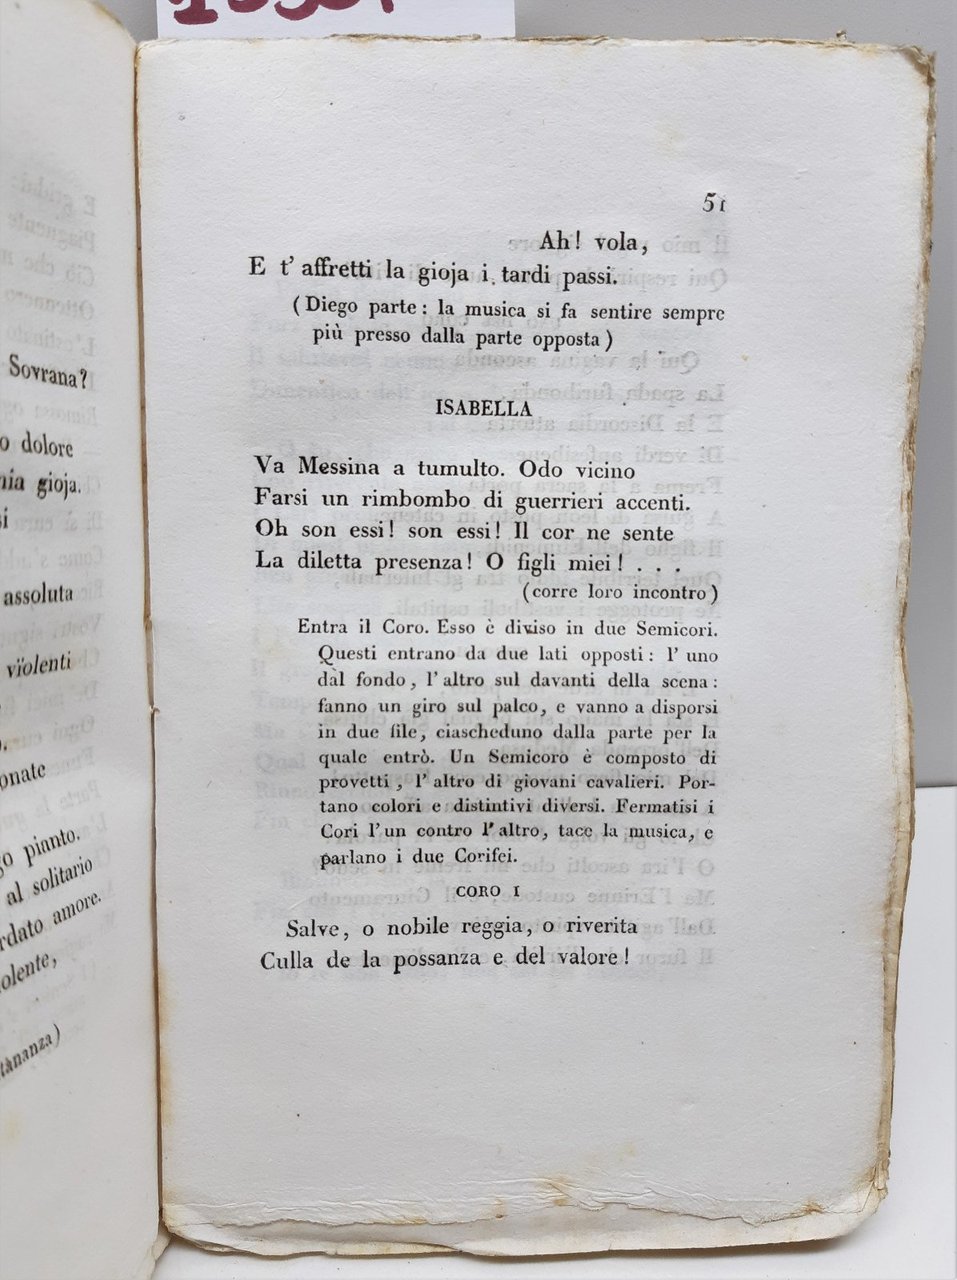 Sovrana?
dolore
gioja.
assoluta
violenti
pianto.
al solitario
amore.
51
Ah! vola,
E t' affretti la gioja i tardi passi.
(Diego parte: la musica si fa sentire sempre
più presso dalla parte opposta)
ISABELLA
Va Messina a tumulto. Odo vicino
Farsi un rimbombo di guerrieri accenti.
Oh son essi! son essi! Il cor ne sente
La diletta presenza! O figli miei! . . .
(corre loro incontro)
Entra il Coro. Esso è diviso in due Semicori.
Questi entrano da due lati opposti: l' uno
dal fondo, l' altro sul davanti della scena:
fanno un giro sul palco, e vanno a disporsi
in due file, ciascheduno dalla parte per la
quale entrò. Un Semicoro è composto di
provetti, l' altro di giovani cavalieri. Por-
tano colori e distintivi diversi. Fermatisi i
Cori l'un contro l'altro, tace la musica, e
parlano i due Corifei.
CORO I
Salve, o nobile reggia, o riverita
Culla de la possanza e del valore!